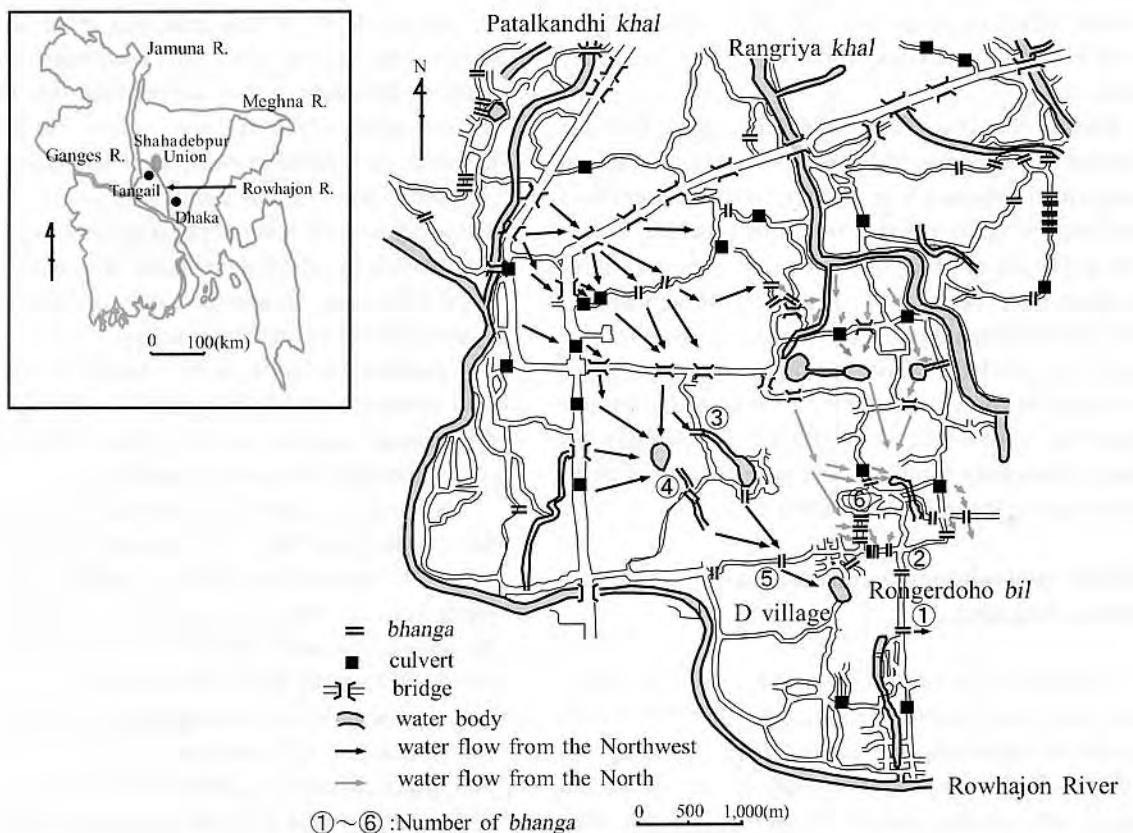 Jamuna R.
Meghna R.
Shahadebpur
Union
Ganges R.
Tangail
Rowhajon R.
Dhaka
0 100(km)
Patalkandhi khal
Rangriya khal
N
③
④
⑥
②
⑤
Rongerdoho bil
D village
①
bhanga
culvert
bridge
water body
water flow from the Northwest
water flow from the North
①~⑥:Number of bhanga
0 500 1,000(m)
Rowhajon River